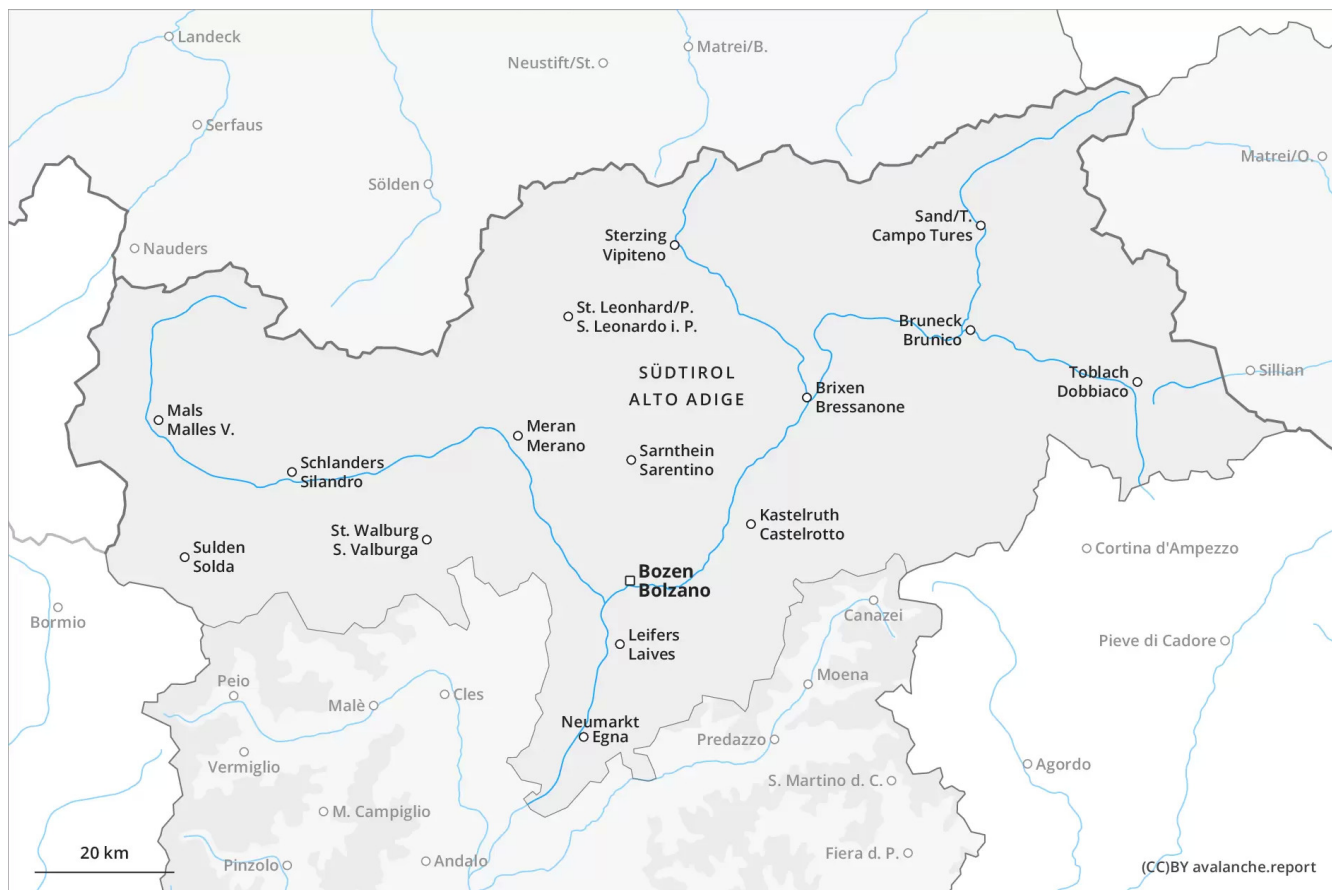 Landeck
Matrei/B.
Neustift/St.
Serfaus
Matrei/O.
Sölden
Sand/T.
Campo Tures
Sterzing
Vipiteno
Nauders
St. Leonhard/P.
S. Leonardo i. P.
Bruneck
Brunico
SÜDTIROL
ALTO ADIGE
Toblach
Dobbiaco
Sillian
Brixen
Bressanone
Mals
Malles V.
Meran
Merano
Sarnthein
Sarentino
Schlanders
Silandro
Kastelruth
Castelrotto
St. Walburg
S. Valburga
Sulden
Solda
Cortina d'Ampezzo
Bozen
Bolzano
Bormio
Canazei
Leifers
Laives
Pieve di Cadore
Moena
Peio
Cles
Malè
Neumarkt
Egna
Predazzo
Vermiglio
Agordo
S. Martino d. C.
M. Campiglio
20 km
Andalo
Fiera d. P.
Pinzolo
(CC)BY avalanche.report